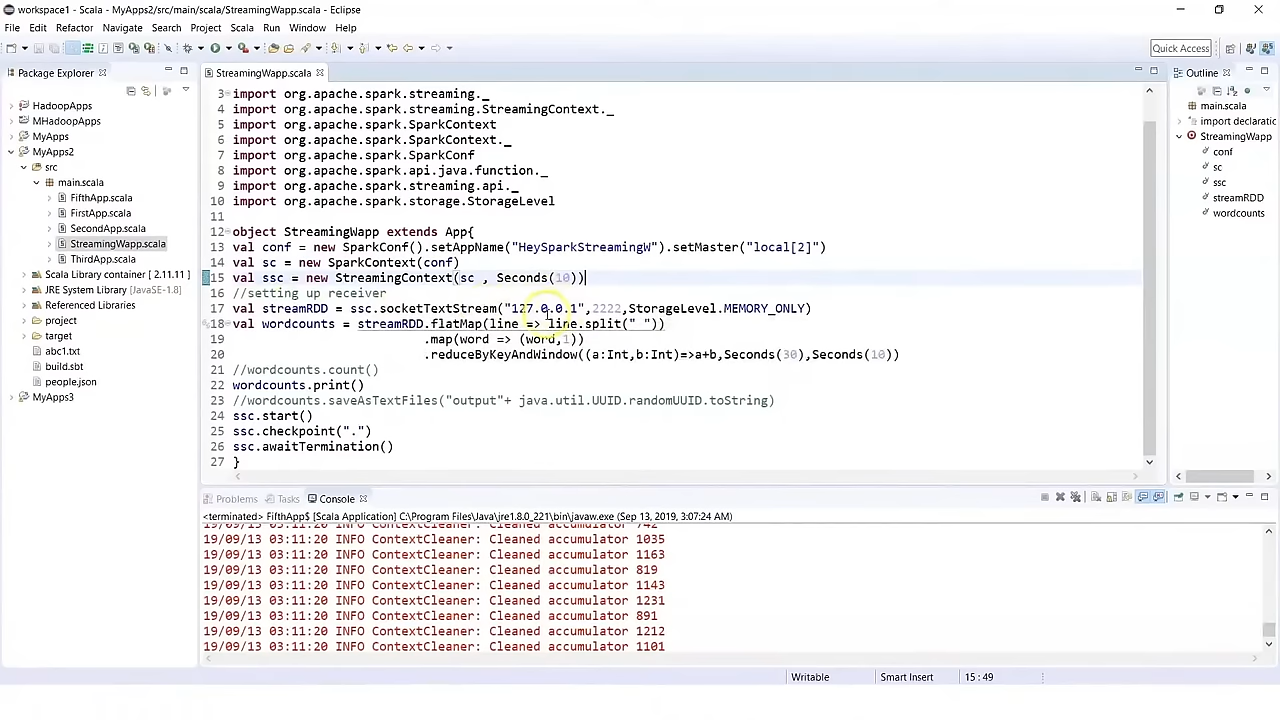 workspace1 - Scala - MyApps2/src/main/scala/StreamingWapp.scala - Eclipse
File Edit Refactor Navigate Search Project Scala Run Window Help
Quick Access
Package Explorer
HadoopApps
MHadoopApps
MyApps
MyApps2
src
main.scala
FifthApp.scala
FirstApp.scala
SecondApp.scala
StreamingWapp.scala
ThirdApp.scala
Scala Library container [ 2.11.11 ]
JRE System Library [JavaSE-1.8]
Referenced Libraries
project
target
abc1.txt
build.sbt
people.json
MyApps3
StreamingWapp.scala
3 import org.apache.spark.streaming._
4 import org.apache.spark.streaming.StreamingContext._
5 import org.apache.spark.SparkContext
6 import org.apache.spark.SparkContext._
7 import org.apache.spark.SparkConf
8 import org.apache.spark.api.java.function._
9 import org.apache.spark.streaming.api._
10 import org.apache.spark.storage.StorageLevel
11
12 object StreamingWapp extends App{
13 val conf = new SparkConf().setAppName("HeySparkStreamingW").setMaster("local[2]")
14 val sc = new SparkContext(conf)
15 val ssc = new StreamingContext(sc , Seconds(10))
16 //setting up receiver
17 val streamRDD = ssc.socketTextStream("127.0.0.1",2222,StorageLevel.MEMORY_ONLY)
18 val wordcounts = streamRDD.flatMap(line => line.split(" "))
19 .map(word => (word,1))
20 .reduceByKeyAndWindow((a:Int,b:Int)=>a+b,Seconds(30),Seconds(10))
21 //wordcounts.count()
22 wordcounts.print()
23 //wordcounts.saveAsTextFiles("output"+ java.util.UUID.randomUUID.toString)
24 ssc.start()
25 ssc.checkpoint(".")
26 ssc.awaitTermination()
27 }
Outline
main.scala
import declaratic
StreamingWapp
conf
sc
ssc
streamRDD
wordcounts
Problems Tasks Console
<terminated> FifthApp$ [Scala Application] C:\Program Files\Java\jre1.8.0_221\bin\javaw.exe (Sep 13, 2019, 3:07:24 AM)
19/09/13 03:11:20 INFO ContextCleaner: Cleaned accumulator 742
19/09/13 03:11:20 INFO ContextCleaner: Cleaned accumulator 1035
19/09/13 03:11:20 INFO ContextCleaner: Cleaned accumulator 1163
19/09/13 03:11:20 INFO ContextCleaner: Cleaned accumulator 819
19/09/13 03:11:20 INFO ContextCleaner: Cleaned accumulator 1143
19/09/13 03:11:20 INFO ContextCleaner: Cleaned accumulator 1231
19/09/13 03:11:20 INFO ContextCleaner: Cleaned accumulator 891
19/09/13 03:11:20 INFO ContextCleaner: Cleaned accumulator 1212
19/09/13 03:11:20 INFO ContextCleaner: Cleaned accumulator 1101
Writable Smart Insert 15 : 49